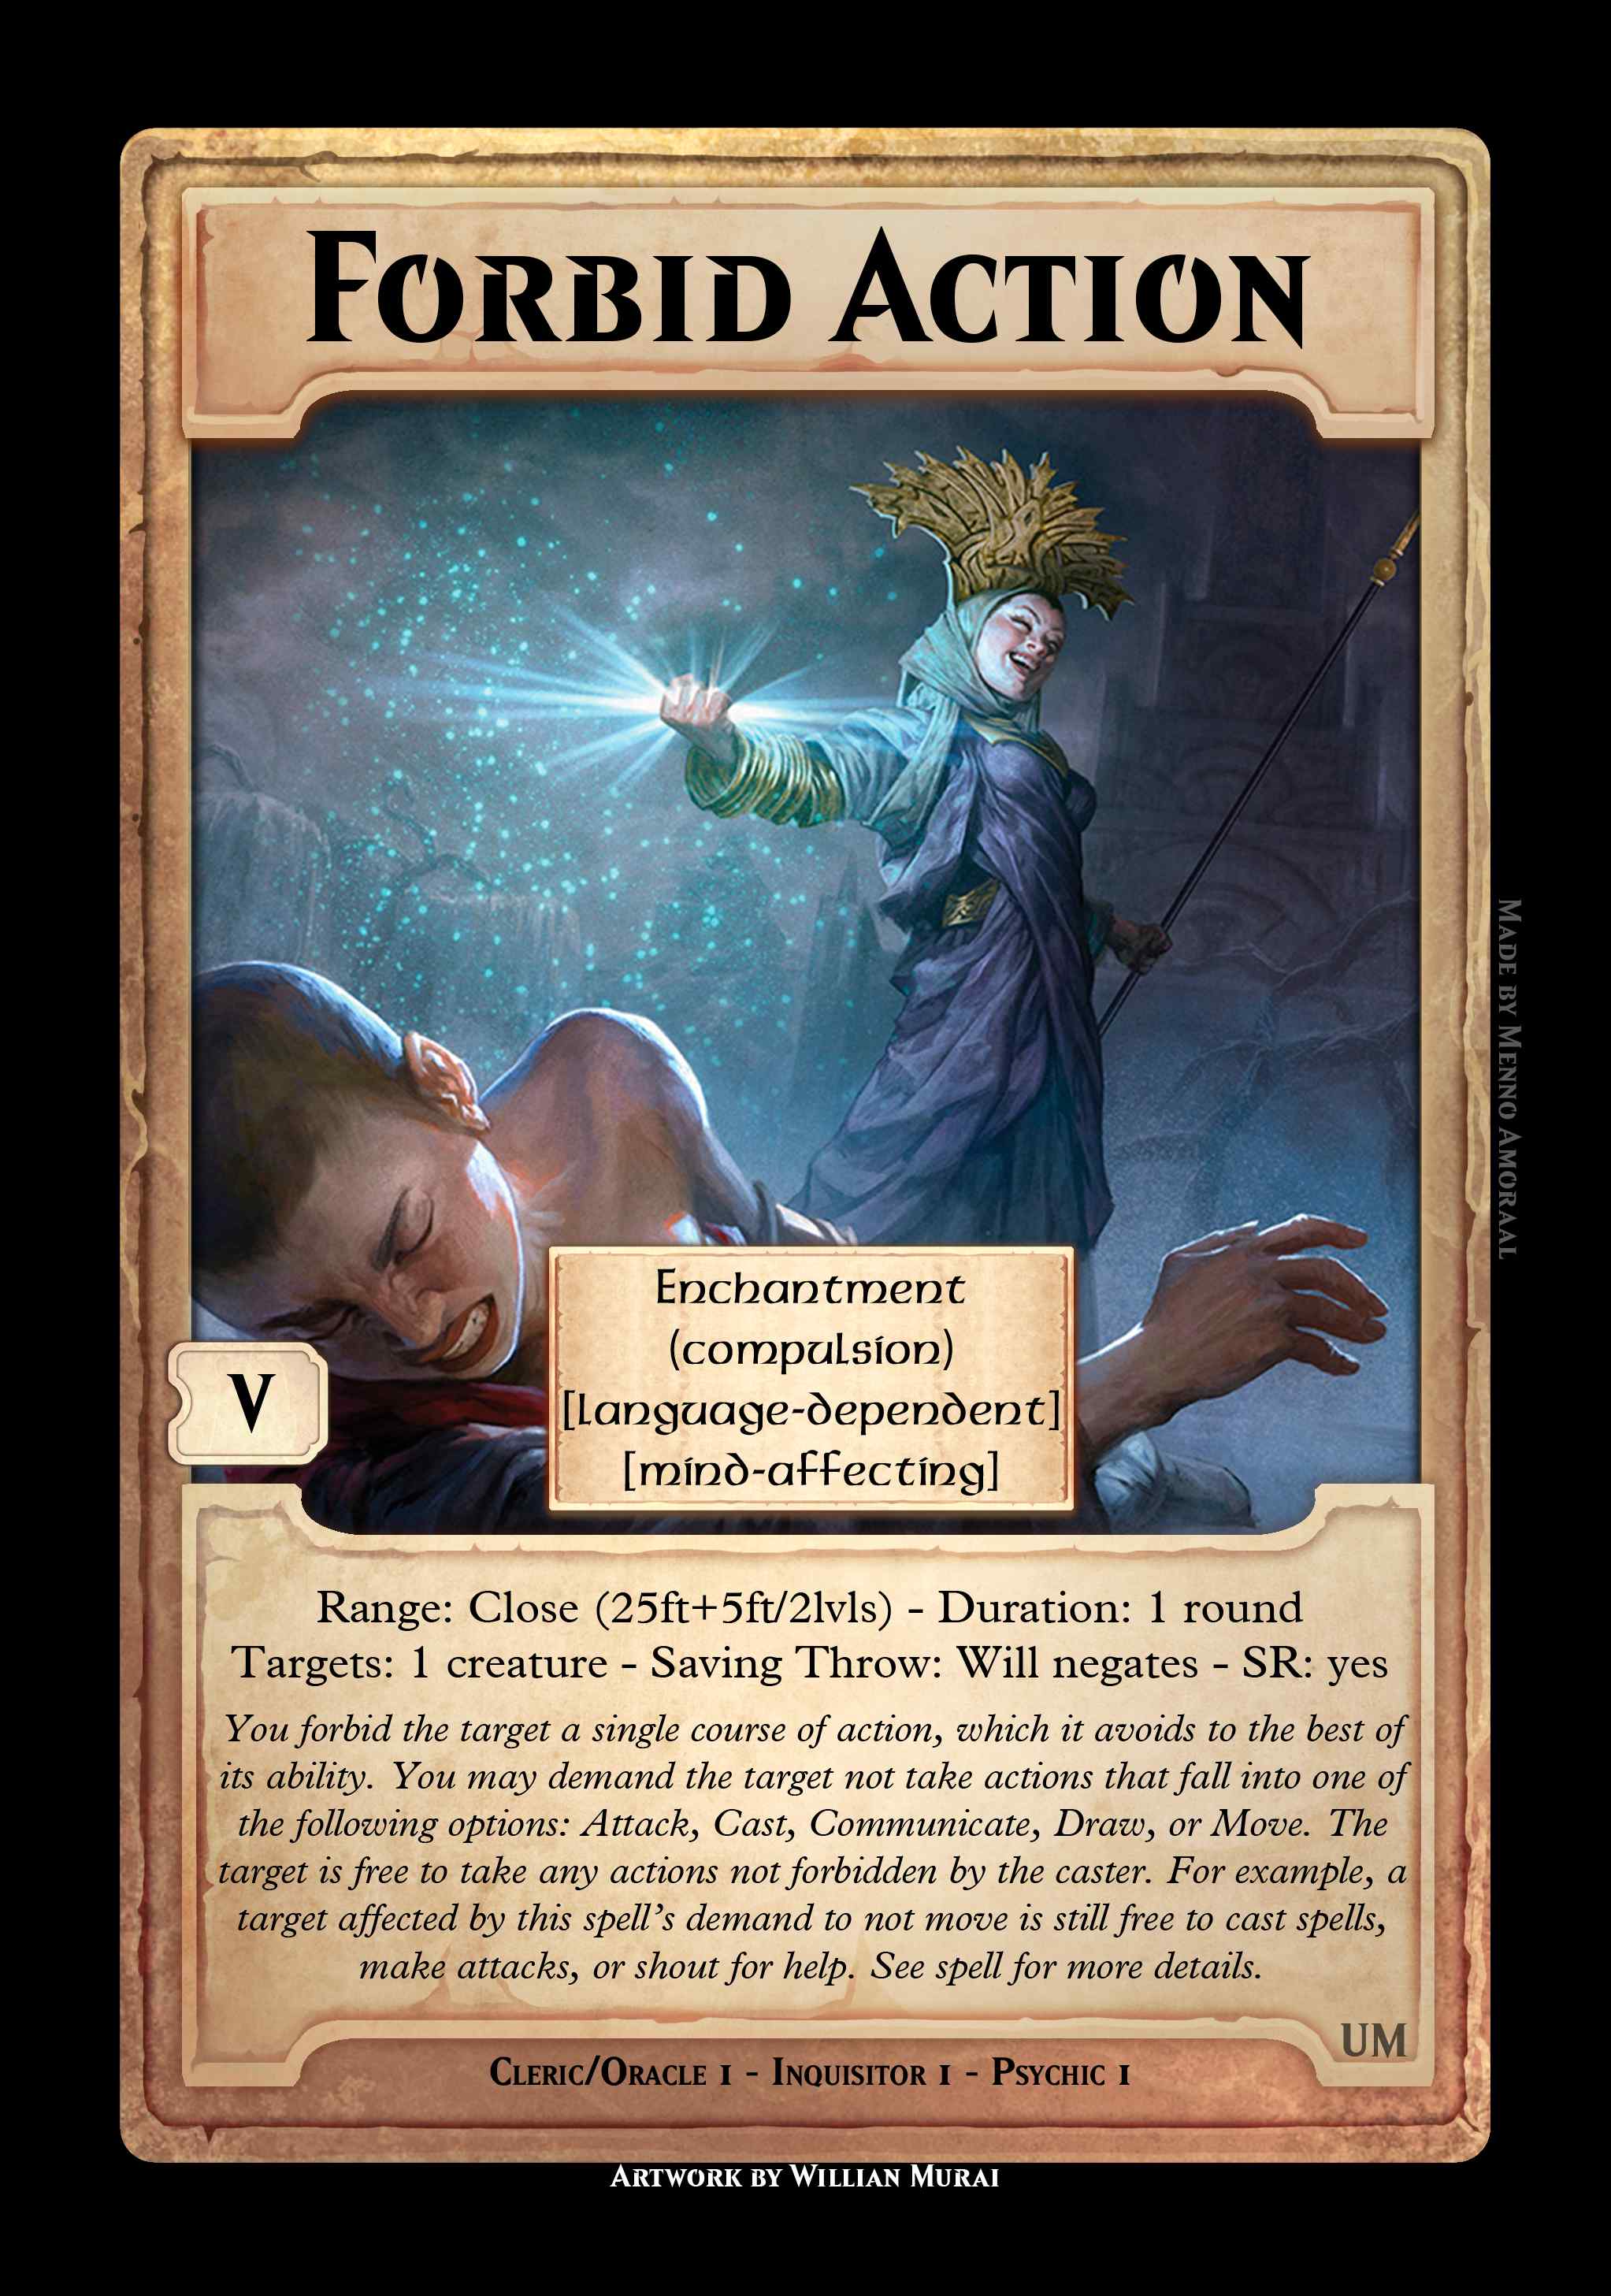 Forbid Action
Enchantment
(compulsion)
[language-dependent]
[mind-affecting]
V
Range: Close (25ft+5ft/2lvls) - Duration: 1 round
Targets: 1 creature - Saving Throw: Will negates - SR: yes
You forbid the target a single course of action, which it avoids to the best of
its ability. You may demand the target not take actions that fall into one of
the following options: Attack, Cast, Communicate, Draw, or Move. The
target is free to take any actions not forbidden by the caster. For example, a
target affected by this spell's demand to not move is still free to cast spells,
make attacks, or shout for help. See spell for more details.
UM
Cleric/Oracle 1 - Inquisitor 1 - Psychic 1
Artwork by Willian Murai
Made by Menno Amoraal